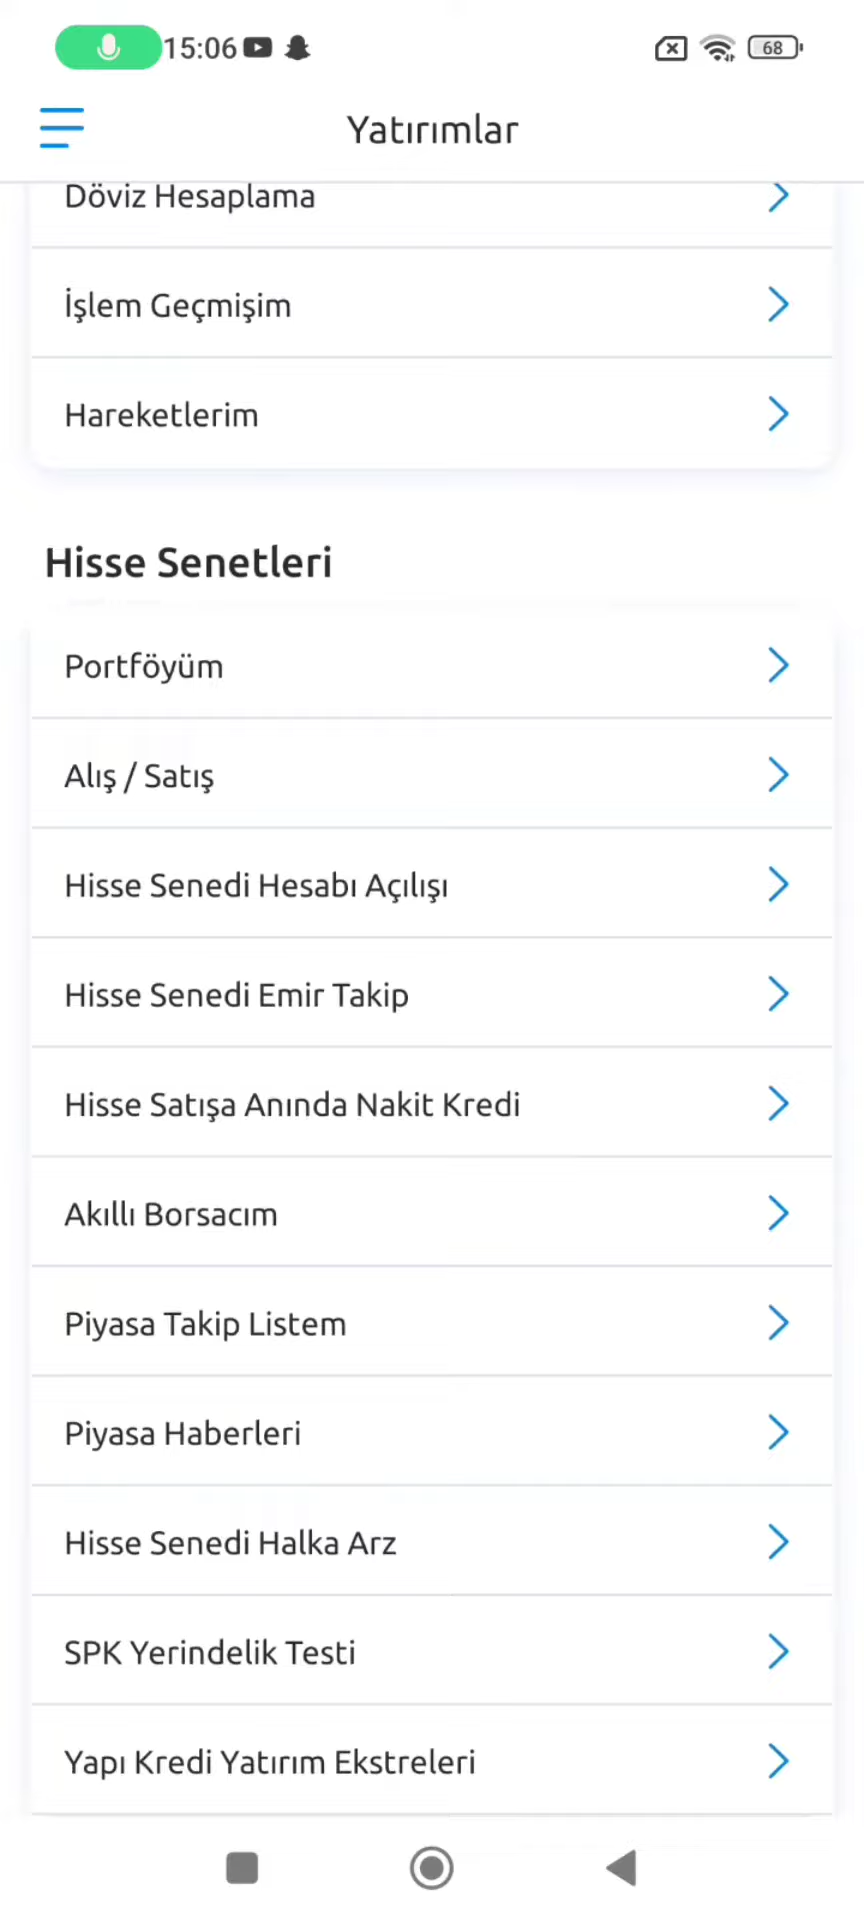 15:06
68
Yatırımlar
Döviz Hesaplama
İşlem Geçmişim
Hareketlerim
Hisse Senetleri
Portföyüm
Alış / Satış
Hisse Senedi Hesabı Açılışı
Hisse Senedi Emir Takip
Hisse Satışa Anında Nakit Kredi
Akıllı Borsacım
Piyasa Takip Listem
Piyasa Haberleri
Hisse Senedi Halka Arz
SPK Yerindelik Testi
Yapı Kredi Yatırım Ekstreleri